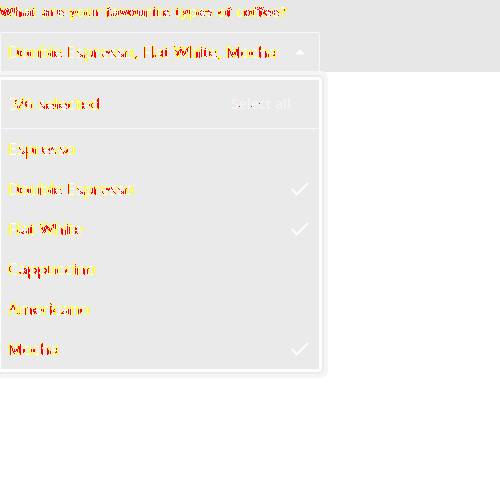 What are your favourite types of coffee?
Double Espresso, Flat White, Mocha
3/6 selected Select all
Espresso
Double Espresso
Flat White
Cappuccino
Americano
Mocha